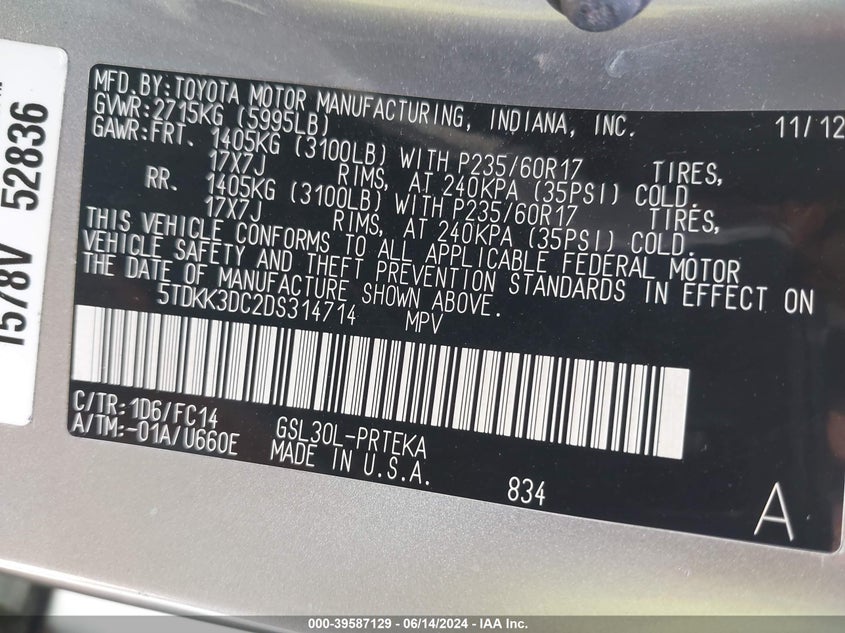 MFD.BY:TOYOTA MOTOR MANUFACTURING, INDIANA, INC. 11/12
GVWR:2715KG (5995LB)
GAWR:FRT. 1405KG (3100LB) WITH P235/60R17 TIRES,
17X7J RIMS, AT 240KPA (35PSI) COLD.
RR. 1405KG (3100LB) WITH P235/60R17 TIRES,
17X7J RIMS, AT 240KPA (35PSI) COLD.
THIS VEHICLE CONFORMS TO ALL APPLICABLE FEDERAL MOTOR
VEHICLE SAFETY AND THEFT PREVENTION STANDARDS IN EFFECT ON
THE DATE OF MANUFACTURE SHOWN ABOVE.
5TDKK3DC2DS314714 MPV
C/TR:1D6/FC14
A/TM:-01A/U660E
GSL30L-PRTEKA
MADE IN U.S.A.
834
A
1578V 52836
000-39587129 - 06/14/2024 - IAA Inc.